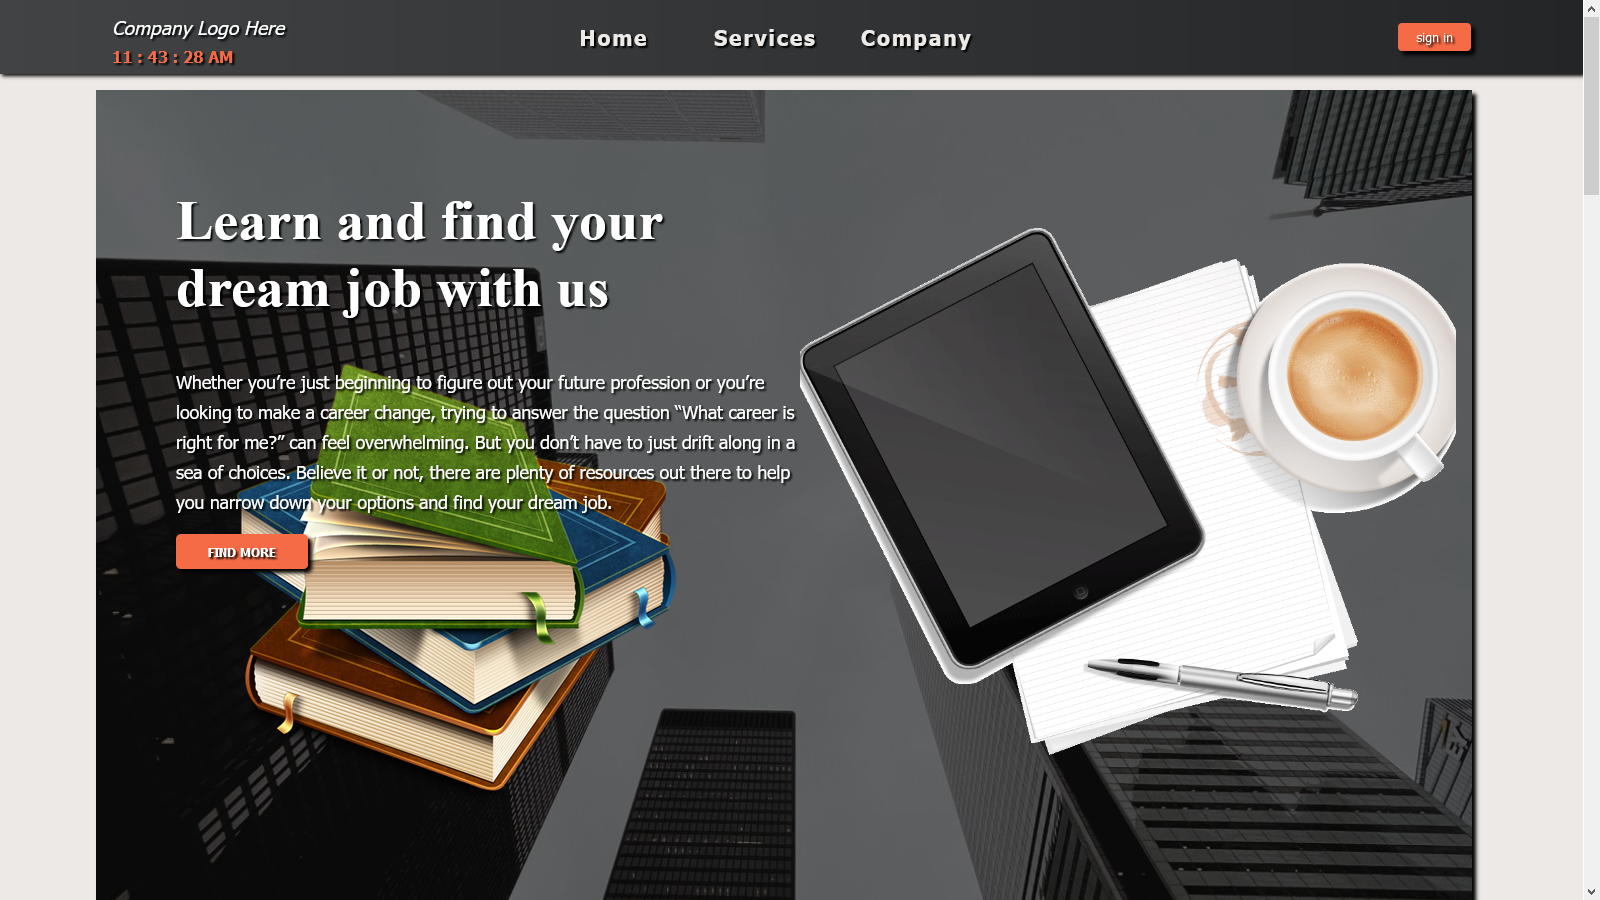 Company Logo Here
11 : 43 : 28 AM
Home Services Company
sign in
Learn and find your
dream job with us
Whether you’re just beginning to figure out your future profession or you’re
looking to make a career change, trying to answer the question “What career is
right for me?” can feel overwhelming. But you don’t have to just drift along in a
sea of choices. Believe it or not, there are plenty of resources out there to help
you narrow down your options and find your dream job.
FIND MORE